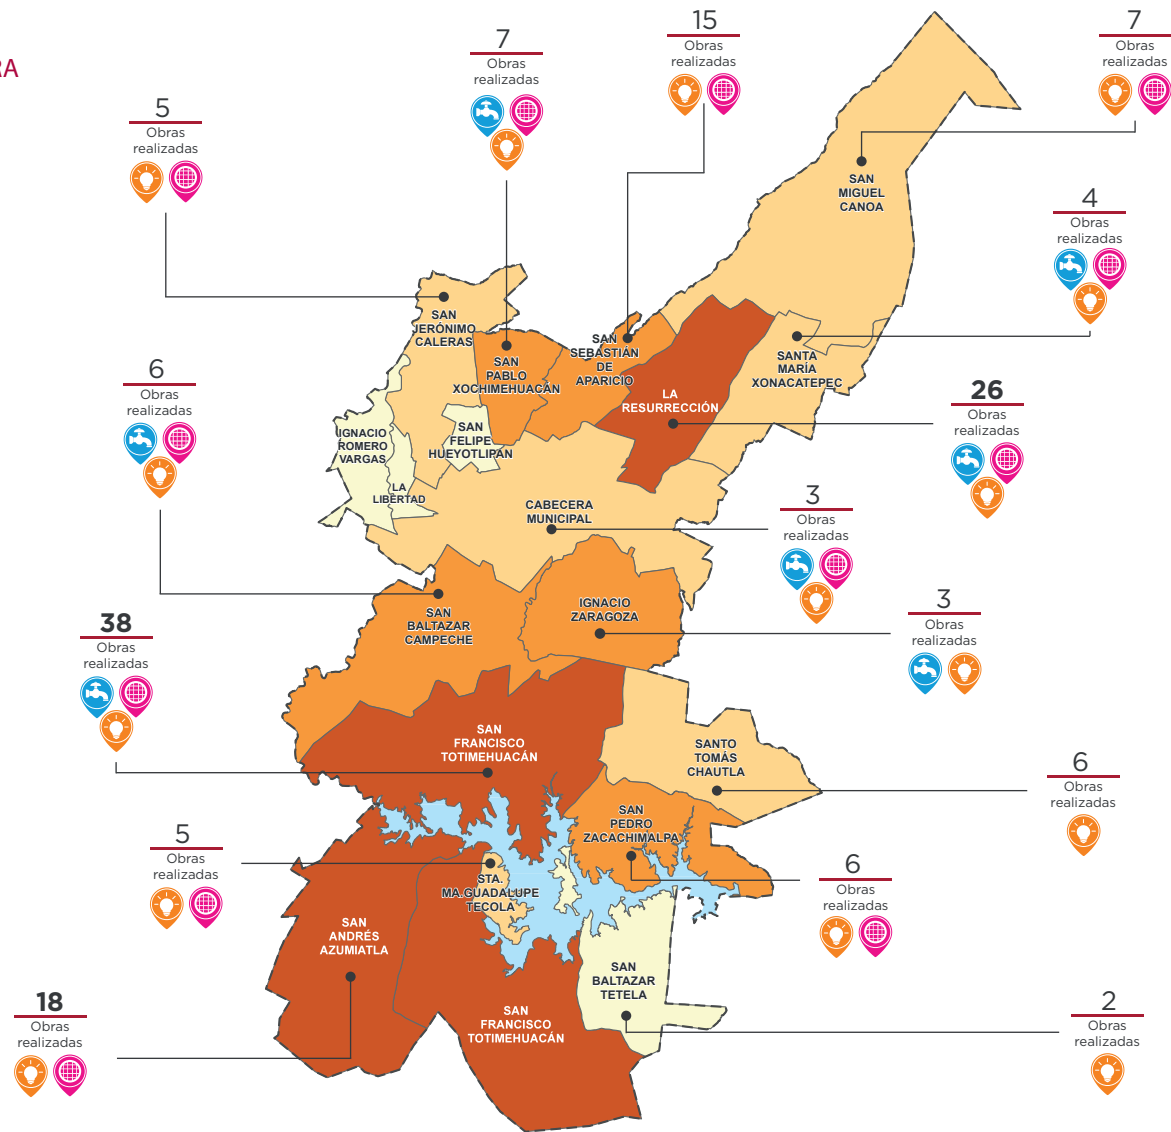 RA
5
Obras
realizadas
7
Obras
realizadas
15
Obras
realizadas
7
Obras
realizadas
4
Obras
realizadas
6
Obras
realizadas
26
Obras
realizadas
3
Obras
realizadas
3
Obras
realizadas
38
Obras
realizadas
6
Obras
realizadas
5
Obras
realizadas
6
Obras
realizadas
18
Obras
realizadas
2
Obras
realizadas
SAN
MIGUEL
CANOA
SAN
JERÓNIMO
CALERAS
SAN
PABLO
XOCHIMEHUACÁN
SAN
SEBASTIÁN
DE
APARICIO
SANTA
MARÍA
XONACATEPEC
LA
RESURRECCIÓN
IGNACIO
ROMERO
VARGAS
SAN
FELIPE
HUEYOTLIPAN
LA
LIBERTAD
CABECERA
MUNICIPAL
SAN
BALTAZAR
CAMPECHE
IGNACIO
ZARAGOZA
SAN
FRANCISCO
TOTIMEHUACÁN
SANTO
TOMÁS
CHAUTLA
SAN
PEDRO
ZACACHIMALPA
STA.
MA.GUADALUPE
TECOLA
SAN
ANDRÉS
AZUMIATLA
SAN
BALTAZAR
TETELA
SAN
FRANCISCO
TOTIMEHUACÁN